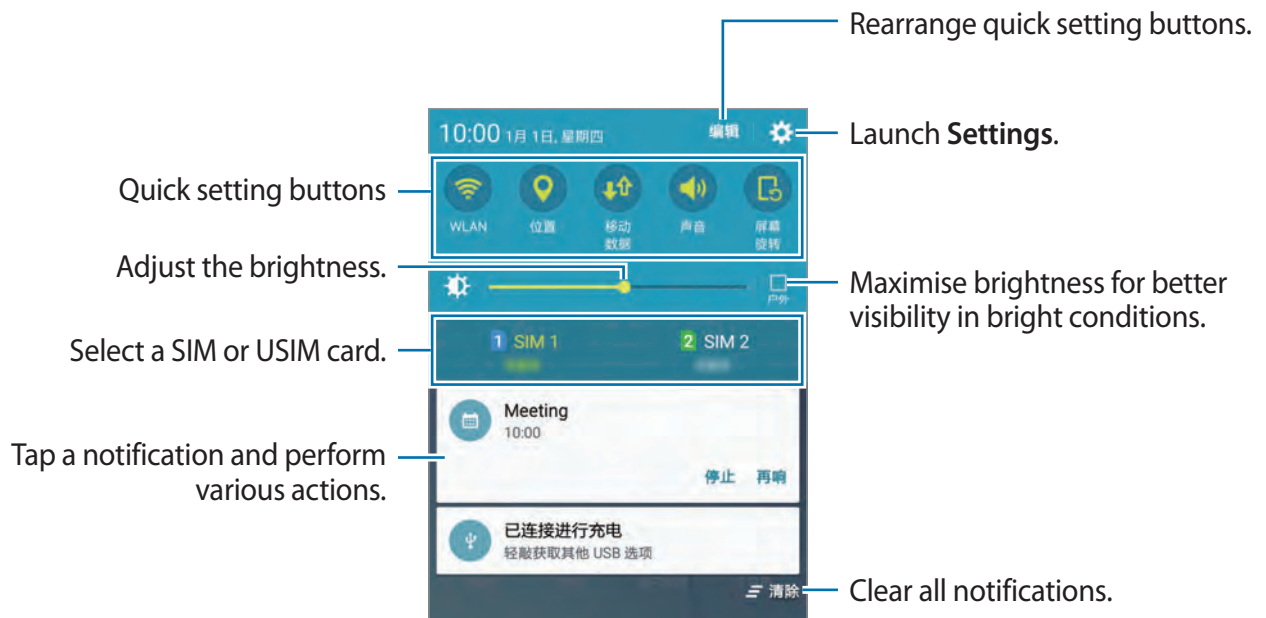 Rearrange quick setting buttons.
10:00 1月 1日, 星期四
编辑
Launch Settings.
Quick setting buttons
WLAN
位置
移动
数据
声音
屏幕
旋转
Adjust the brightness.
户外
Maximise brightness for better
visibility in bright conditions.
Select a SIM or USIM card.
1 SIM 1
2 SIM 2
Meeting
10:00
Tap a notification and perform
various actions.
停止 再响
已连接进行充电
轻敲获取其他 USB 选项
清除
Clear all notifications.